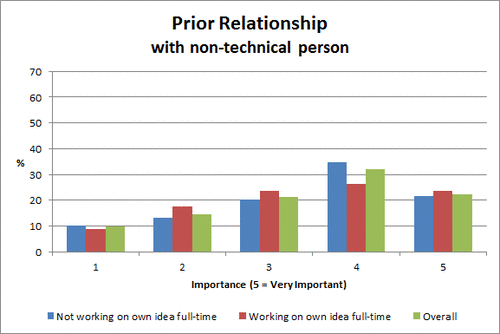 Prior Relationship
with non-technical person
70
60
50
40
30
20
10
0
%
1 2 3 4 5
Importance (5 = Very Important)
Not working on own idea full-time Working on own idea full-time Overall